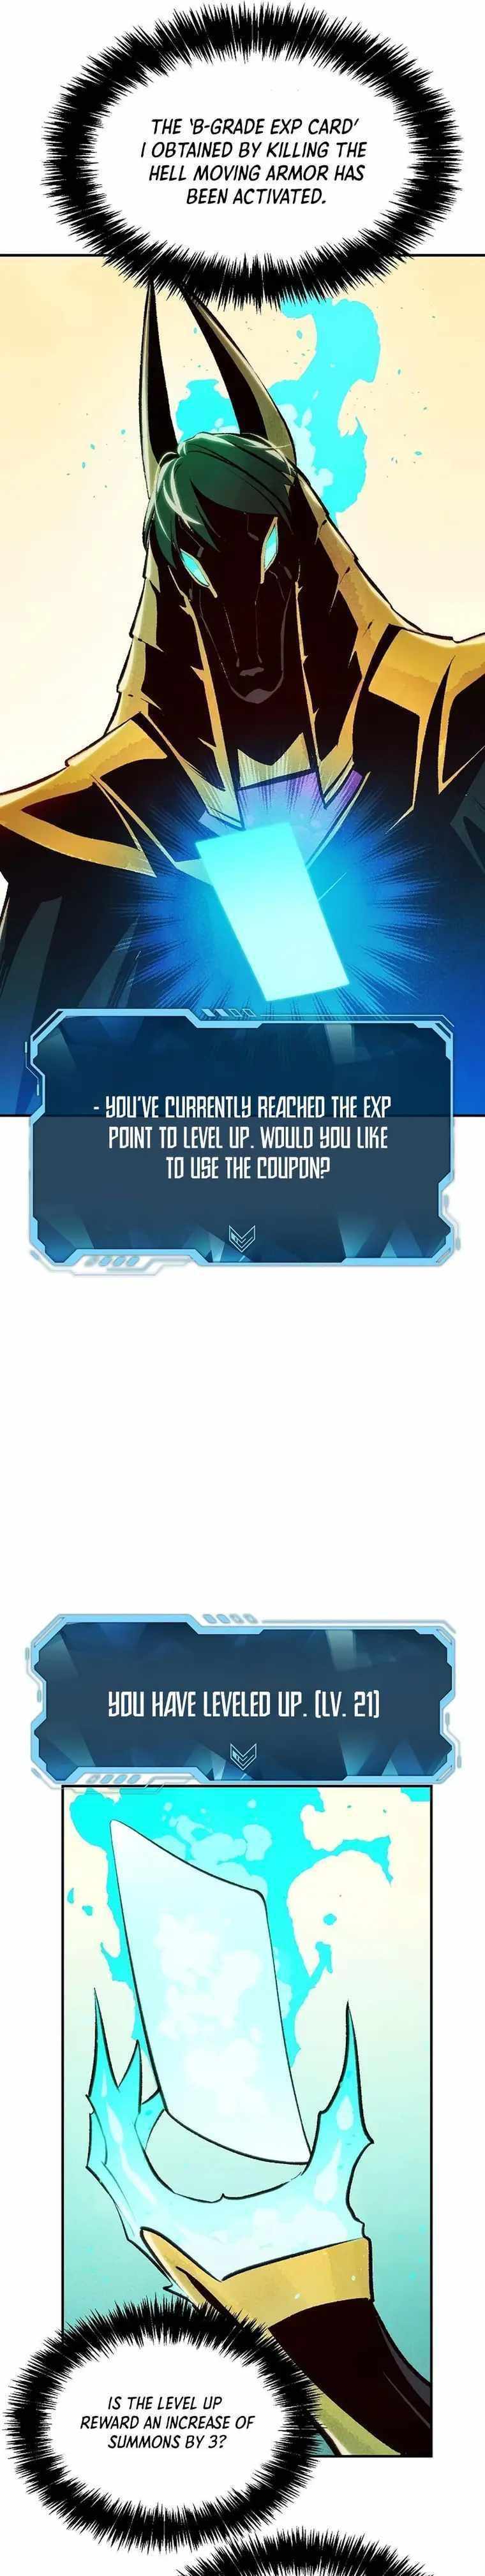 THE 'B-GRADE EXP CARD'
I OBTAINED BY KILLING THE
HELL MOVING ARMOR HAS
BEEN ACTIVATED.
- YOU'VE CURRENTLY REACHED THE EXP
POINT TO LEVEL UP. WOULD YOU LIKE
TO USE THE COUPON?
YOU HAVE LEVELED UP. (LV. 21)
IS THE LEVEL UP
REWARD AN INCREASE OF
SUMMONS BY 3?